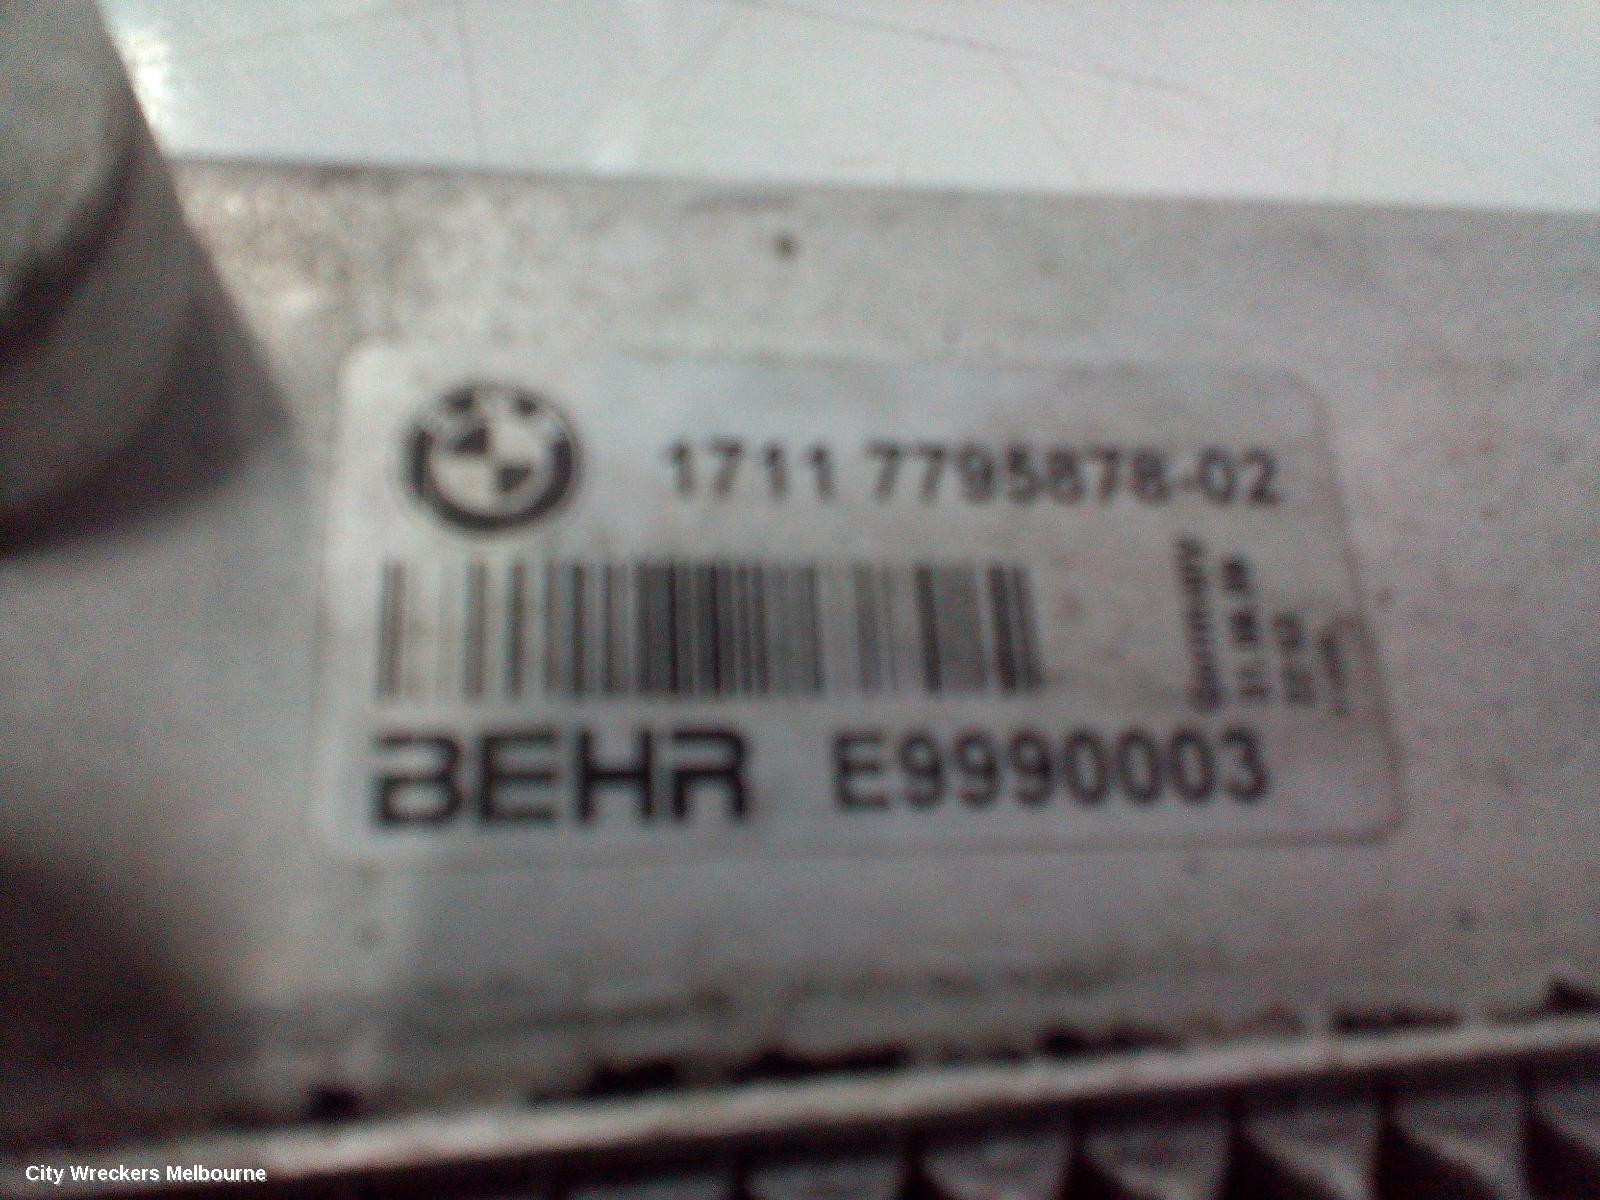 1711 7795878-02
BEHR E9990003
City Wreckers Melbourne